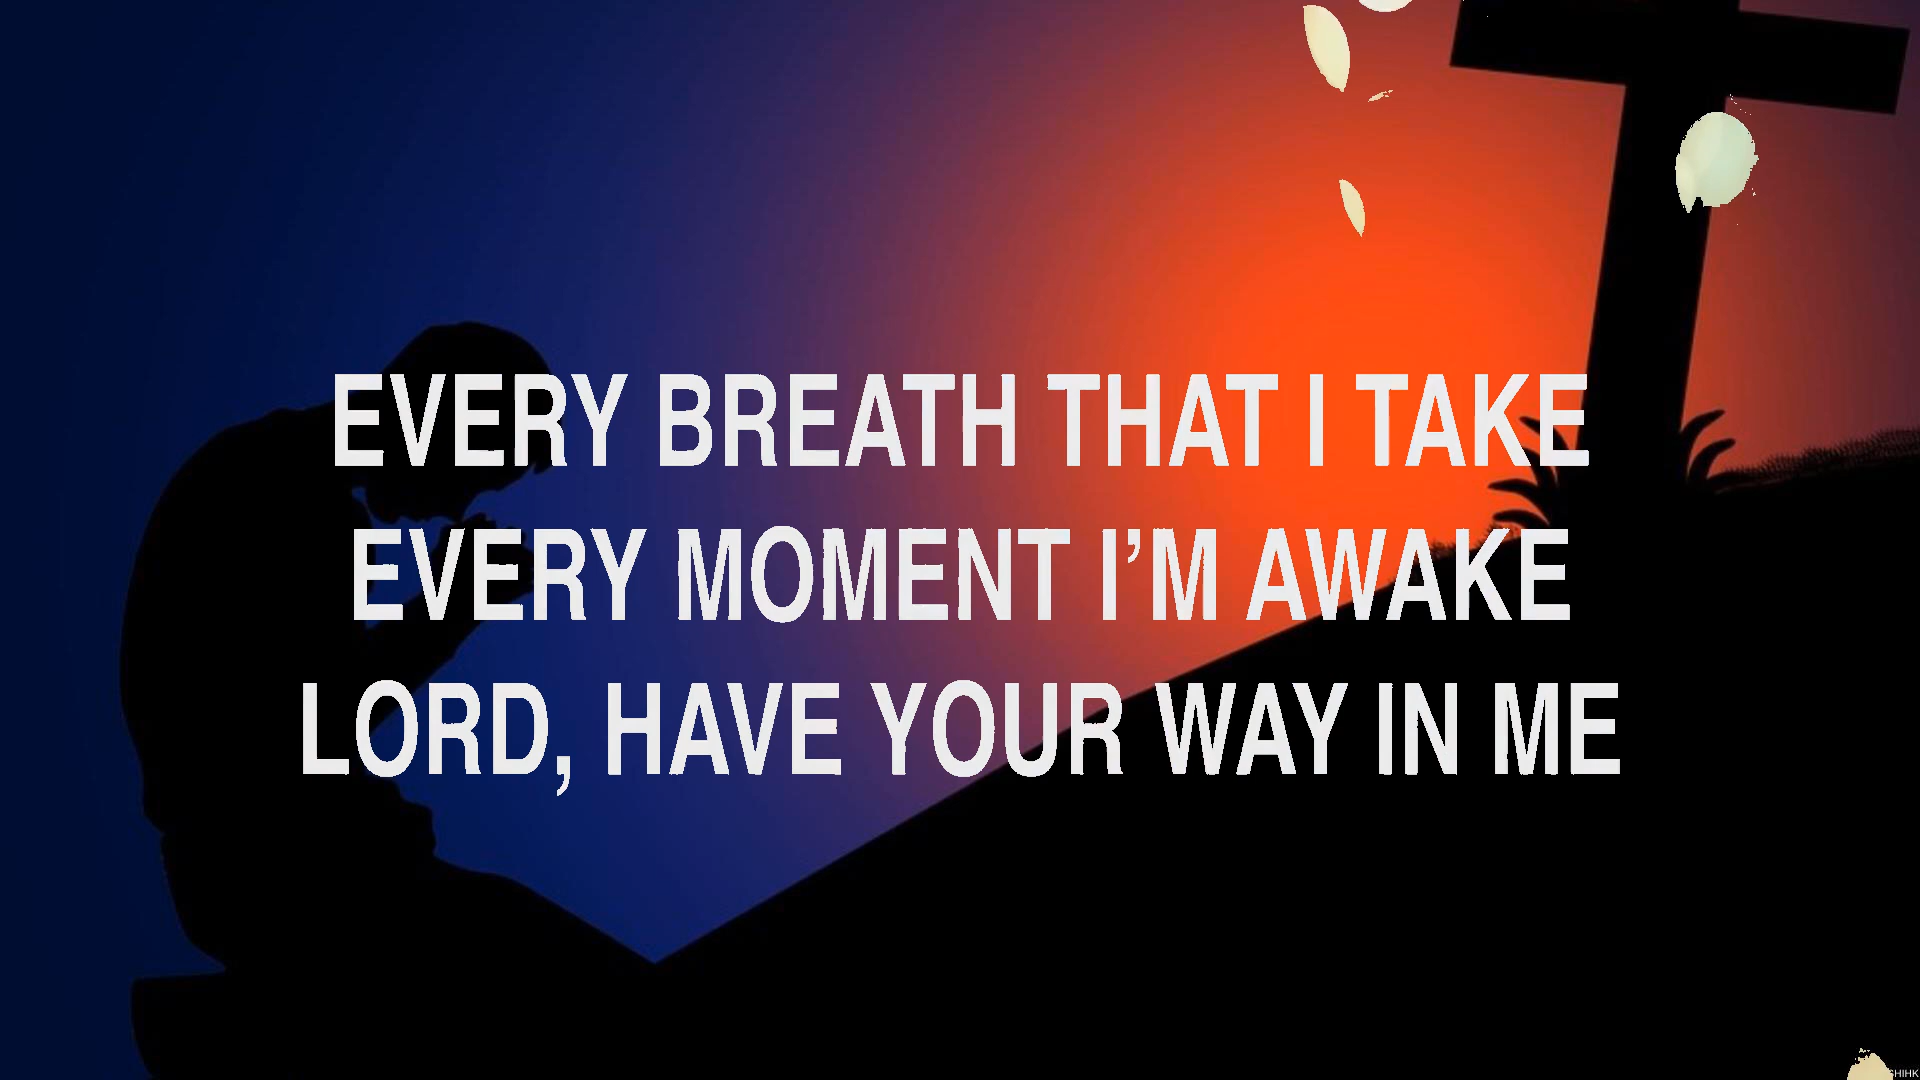 EVERY BREATH THAT I TAKE
EVERY MOMENT I’M AWAKE
LORD, HAVE YOUR WAY IN ME